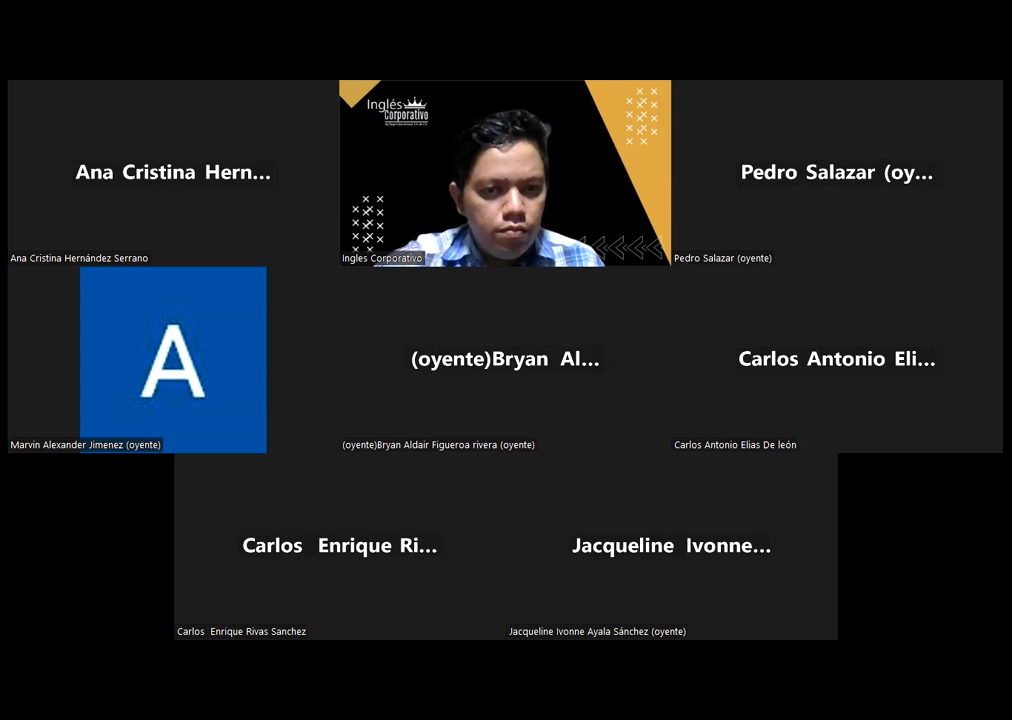 Ana Cristina Hern...
Ana Cristina Hernández Serrano
Inglés
Corporativo
Ingles Corporativo
Pedro Salazar (oy...
Pedro Salazar (oyente)
A
Marvin Alexander Jimenez (oyente)
(oyente)Bryan Al...
(oyente)Bryan Aldair Figueroa rivera (oyente)
Carlos Antonio Eli...
Carlos Antonio Elias De león
Carlos Enrique Ri...
Carlos Enrique Rivas Sanchez
Jacqueline Ivonne...
Jacqueline Ivonne Ayala Sánchez (oyente)